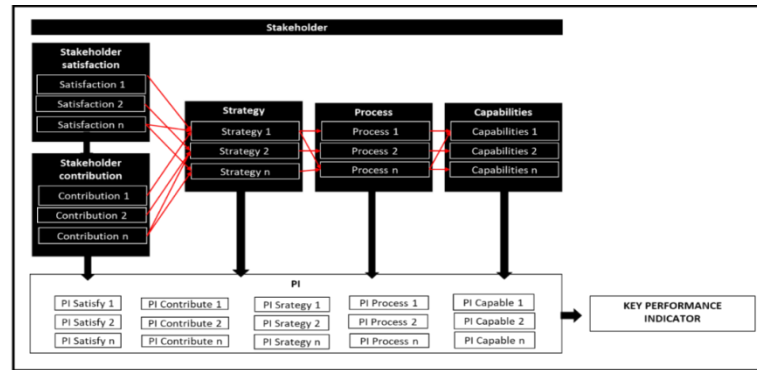 Stakeholder
Stakeholder
satisfaction
Satisfaction 1
Satisfaction 2
Satisfaction n
Stakeholder
contribution
Contribution 1
Contribution 2
Contribution n
Strategy
Strategy 1
Strategy 2
Strategy n
Process
Process 1
Process 2
Process n
Capabilities
Capabilities 1
Capabilities 2
Capabilities n
PI
PI Satisfy 1
PI Satisfy 2
PI Satisfy n
PI Contribute 1
PI Contribute 2
PI Contribute n
PI Srategy 1
PI Srategy 2
PI Srategy n
PI Process 1
PI Process 2
PI Process n
PI Capable 1
PI Capable 2
PI Capable n
KEY PERFORMANCE
INDICATOR